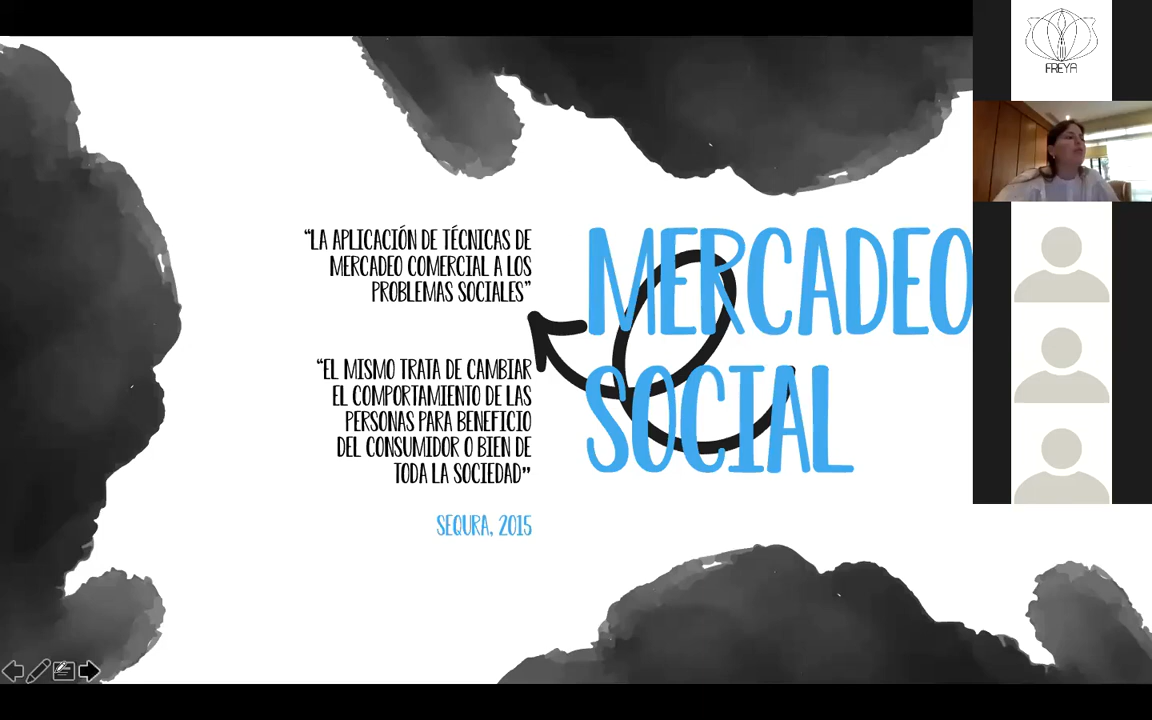 “LA APLICACIÓN DE TÉCNICAS DE
MERCADEO COMERCIAL A LOS
PROBLEMAS SOCIALES”
“EL MISMO TRATA DE CAMBIAR
EL COMPORTAMIENTO DE LAS
PERSONAS PARA BENEFICIO
DEL CONSUMIDOR O BIEN DE
TODA LA SOCIEDAD”
SEQURA, 2015
MERCADEO
SOCIAL
FREYA